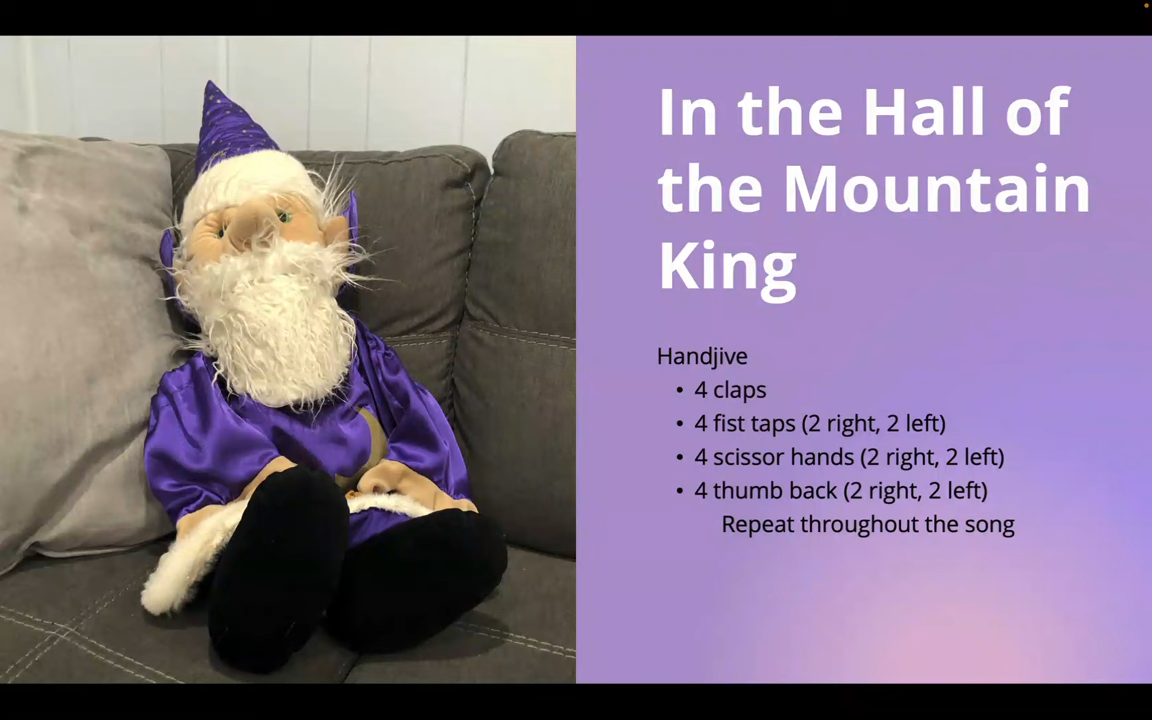 In the Hall of
the Mountain
King
Handjive
• 4 claps
• 4 fist taps (2 right, 2 left)
• 4 scissor hands (2 right, 2 left)
• 4 thumb back (2 right, 2 left)
Repeat throughout the song